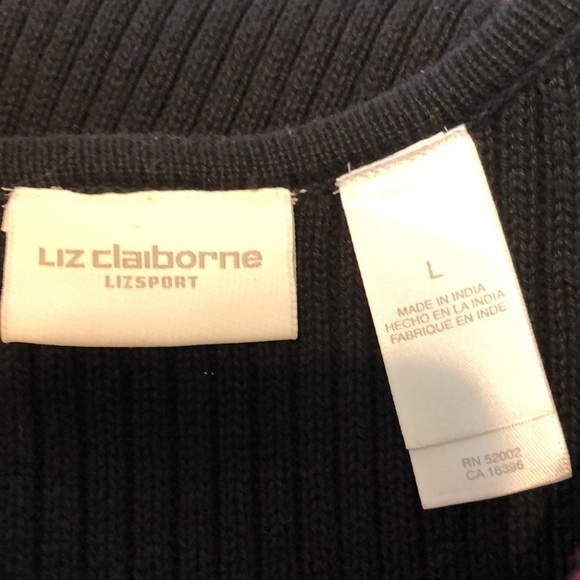 LIZ claiborne
LIZSPORT
L
MADE IN INDIA
HECHO EN LA INDIA
FABRIQUE EN INDE
RN 52002
CA 16396